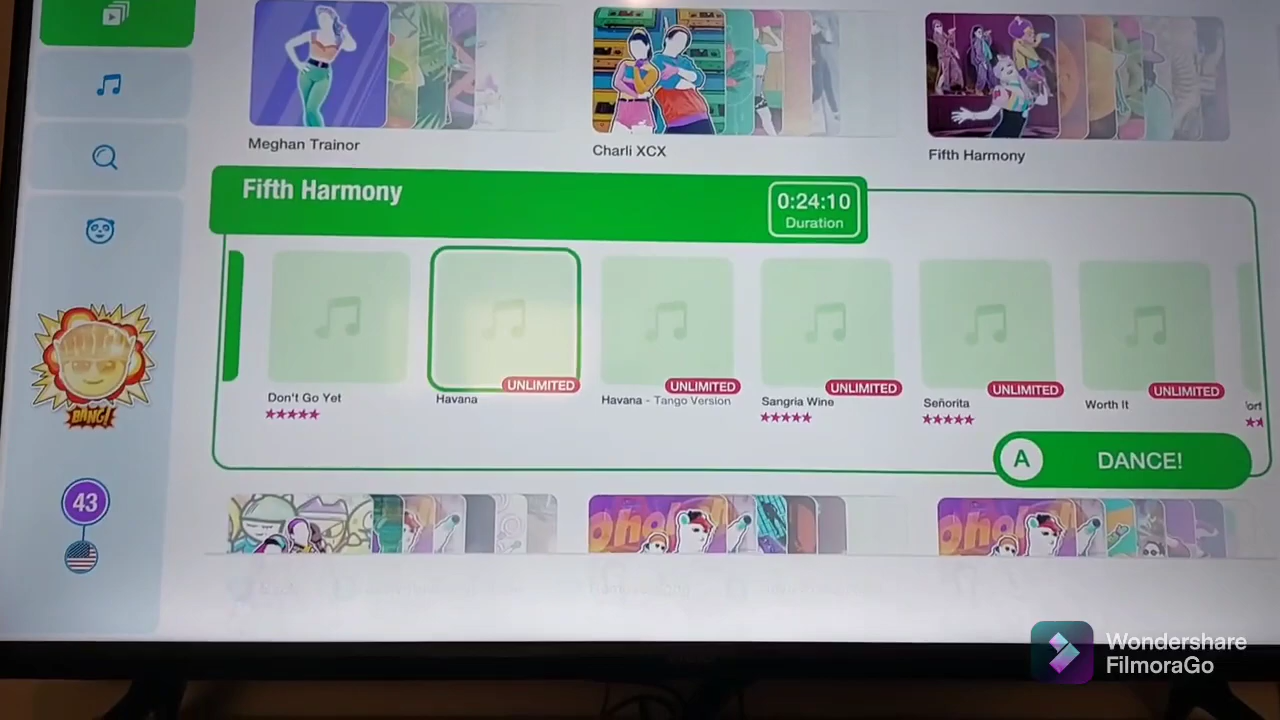 Meghan Trainor
Charli XCX
Fifth Harmony
Fifth Harmony
0:24:10
Duration
UNLIMITED
UNLIMITED
UNLIMITED
UNLIMITED
UNLIMITED
Don't Go Yet
Havana
Havana - Tango Version
Sangria Wine
Señorita
Worth It
'ort
A DANCE!
BANG!
43
Wondershare
FilmoraGo